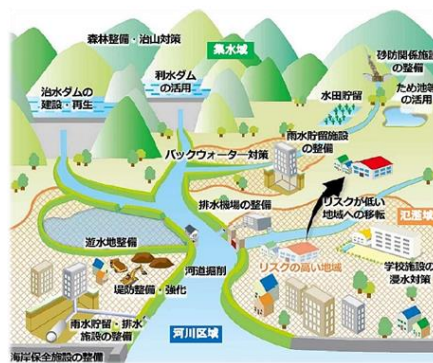 森林整備・治山対策
集水域
砂防関係施設
の整備
治水ダムの
建設・再生
利水ダム
の活用
水田貯留
ため池等
の活用
雨水貯留施設
の整備
バックウォーター対策
排水機場の整備
リスクが低い
地域への移転
氾濫域
遊水地整備
河道掘削
リスクの高い地域
学校施設の
浸水対策
堤防整備・強化
雨水貯留・排水
施設の整備
河川区域
海岸保全施設の整備